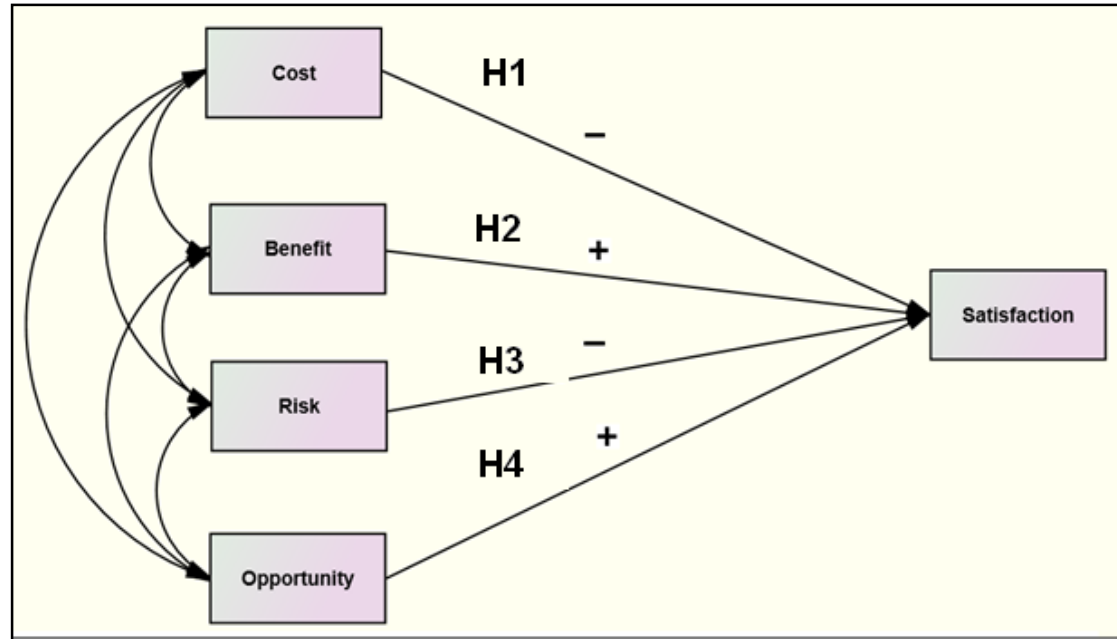 Cost
H1
−
Benefit
H2
+
Satisfaction
Risk
H3
−
Opportunity
H4
+